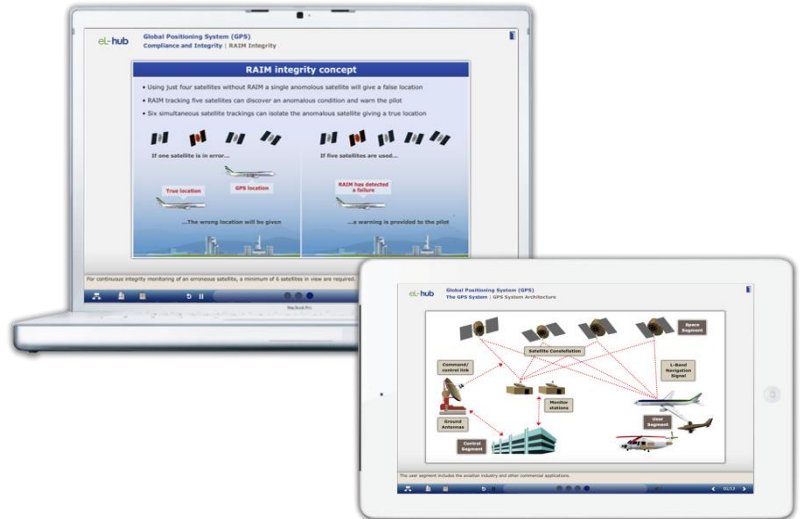 eL-hub
Global Positioning System (GPS)
Compliance and Integrity | RAIM Integrity
RAIM integrity concept
• Using just four satellites without RAIM a single anomolous satellite will give a false location
• RAIM tracking five satellites can discover an anomalous condition and warn the pilot
• Six simultaneous satellite trackings can isolate the anomalous satellite giving a true location
If one satellite is in error...
If five satellites are used...
True location
GPS location
RAIM has detected
a failure
...The wrong location will be given
...a warning is provided to the pilot
For continuous integrity monitoring of an erroneous satellite, a minimum of 6 satellites in view are required.
MacBook Pro
eL-hub
Global Positioning System (GPS)
The GPS System | GPS System Architecture
Space
Segment
Satellite Constellation
Command/
control link
L-Band
Navigation
Signal
Monitor
stations
Ground
Antennas
User
Segment
Control
Segment
The user segment includes the aviation industry and other commercial applications.
01/13